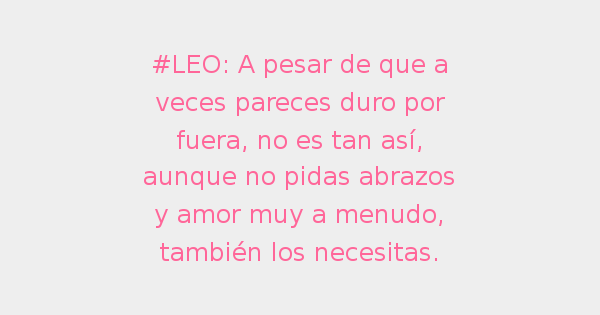 #LEO: A pesar de que a
veces pareces duro por
fuera, no es tan así,
aunque no pidas abrazos
y amor muy a menudo,
también los necesitas.